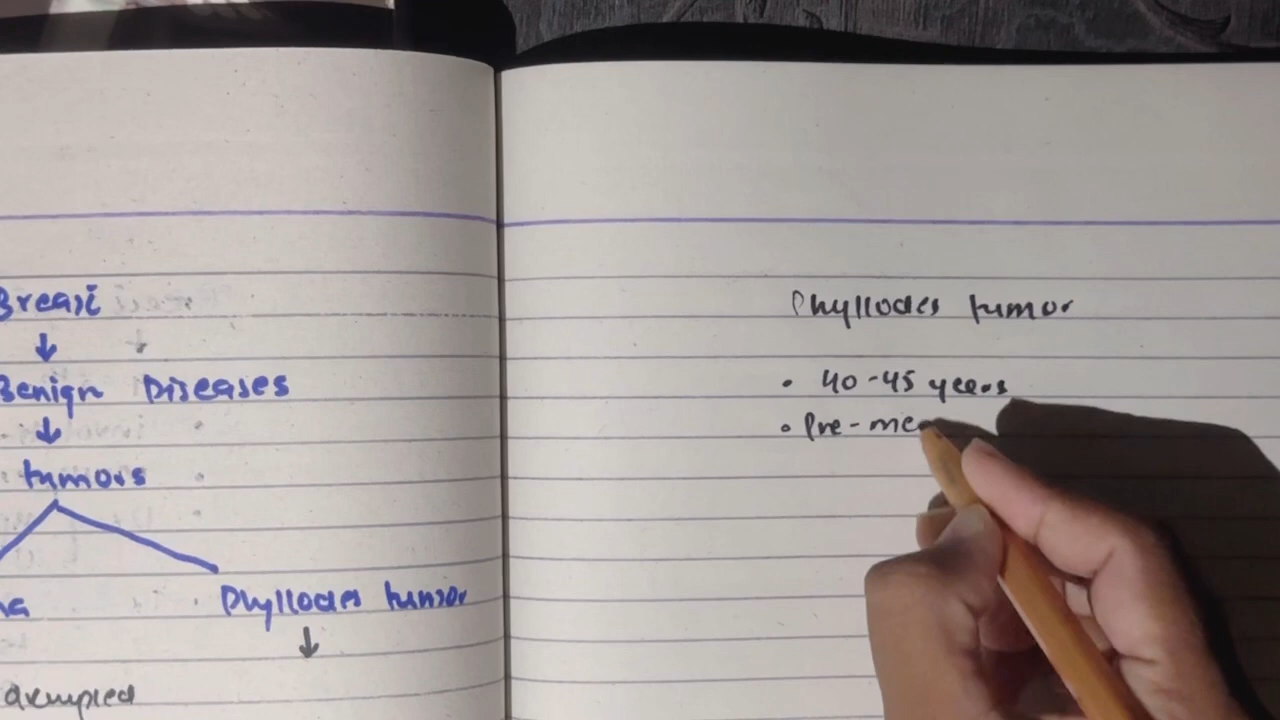 Breast
Benign Diseases
tumors
Phyllodes tumor
Phyllodes tumor
• 40-45 years
• Pre-me